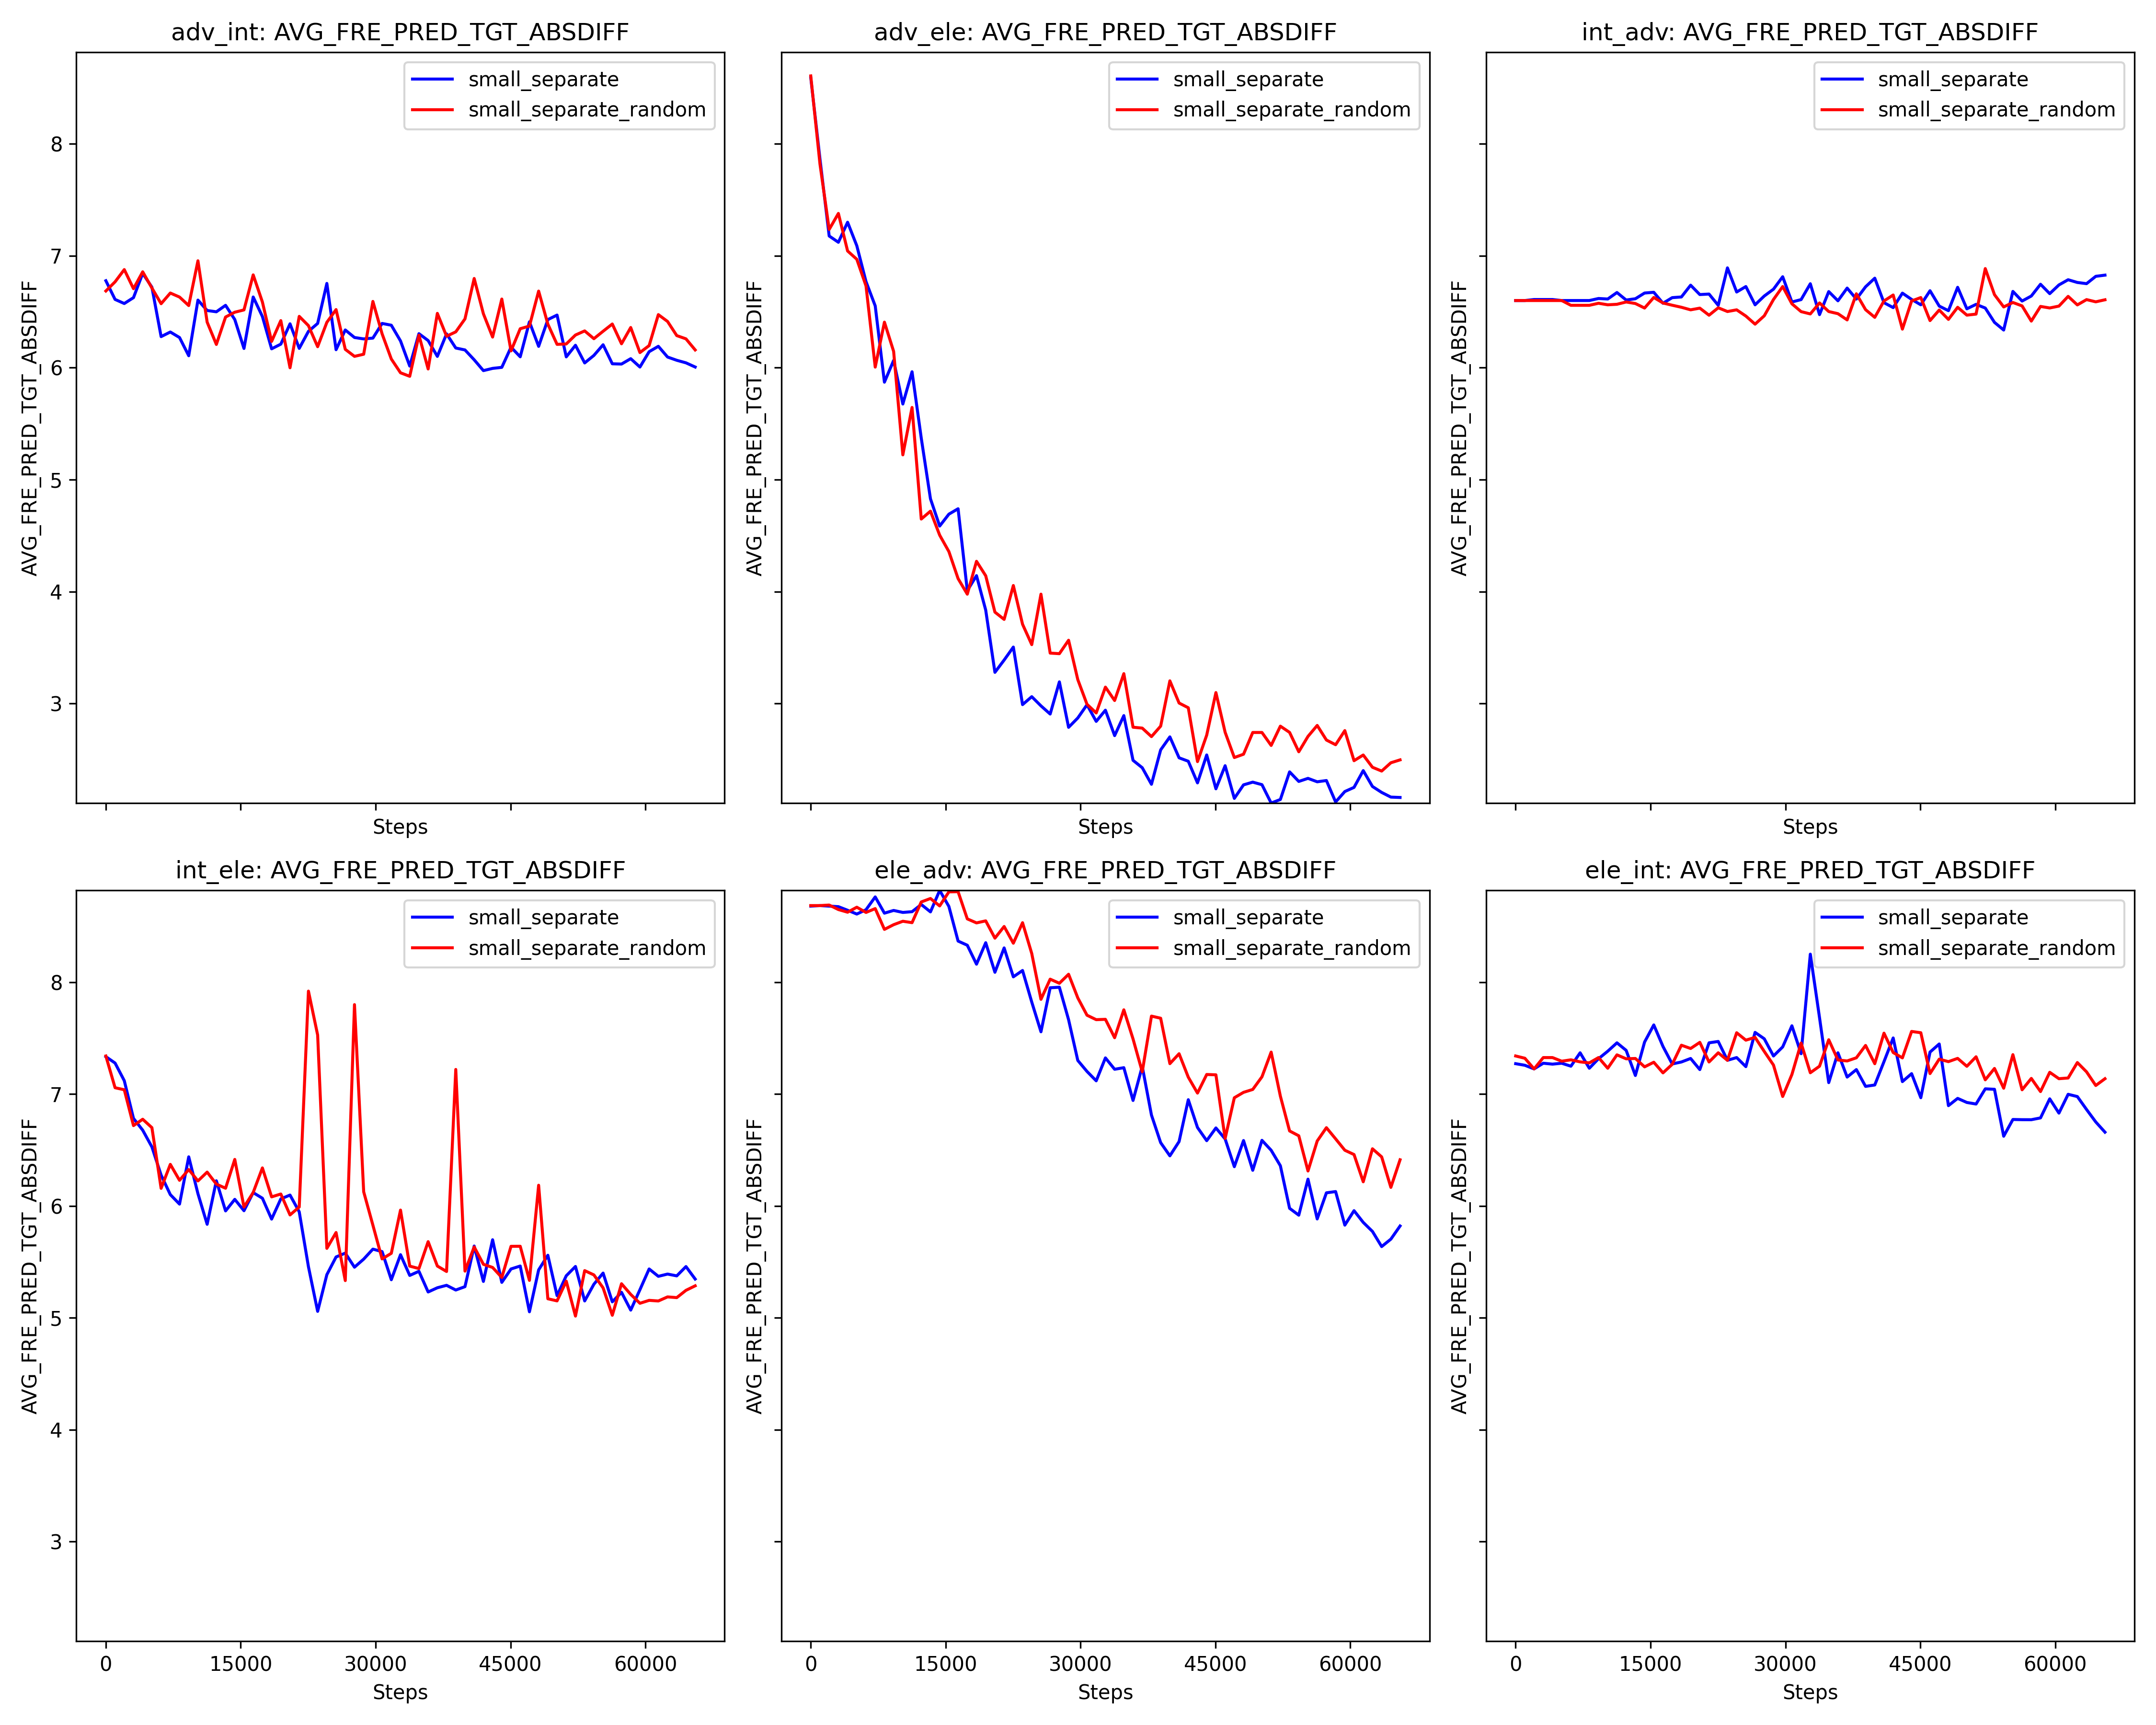 adv_int: AVG_FRE_PRED_TGT_ABSDIFF
small_separate
small_separate_random
8
7
6
5
4
3
AVG_FRE_PRED_TGT_ABSDIFF
Steps
adv_ele: AVG_FRE_PRED_TGT_ABSDIFF
small_separate
small_separate_random
AVG_FRE_PRED_TGT_ABSDIFF
Steps
int_adv: AVG_FRE_PRED_TGT_ABSDIFF
small_separate
small_separate_random
AVG_FRE_PRED_TGT_ABSDIFF
Steps
int_ele: AVG_FRE_PRED_TGT_ABSDIFF
small_separate
small_separate_random
8
7
6
5
4
3
AVG_FRE_PRED_TGT_ABSDIFF
0 15000 30000 45000 60000
Steps
ele_adv: AVG_FRE_PRED_TGT_ABSDIFF
small_separate
small_separate_random
AVG_FRE_PRED_TGT_ABSDIFF
0 15000 30000 45000 60000
Steps
ele_int: AVG_FRE_PRED_TGT_ABSDIFF
small_separate
small_separate_random
AVG_FRE_PRED_TGT_ABSDIFF
0 15000 30000 45000 60000
Steps